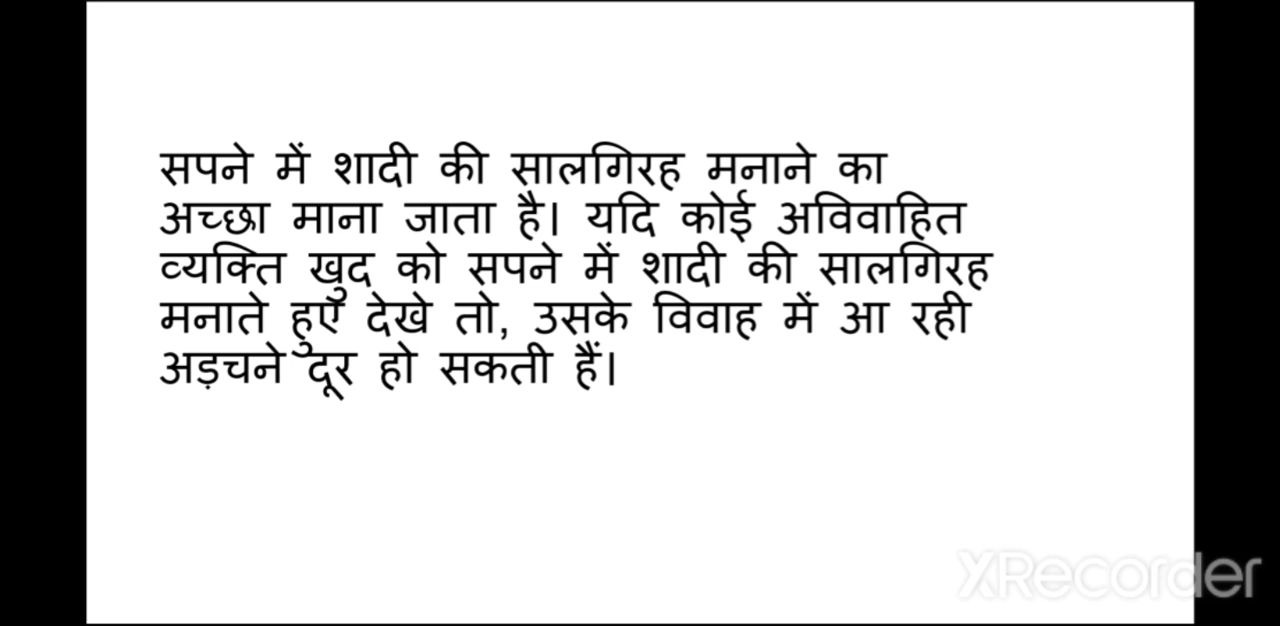 सपने में शादी की सालगिरह मनाने का
अच्छा माना जाता है। यदि कोई अविवाहित
व्यक्ति खुद को सपने में शादी की सालगिरह
मनाते हुए देखे तो, उसके विवाह में आ रही
अड़चने दूर हो सकती हैं।
XRecorder